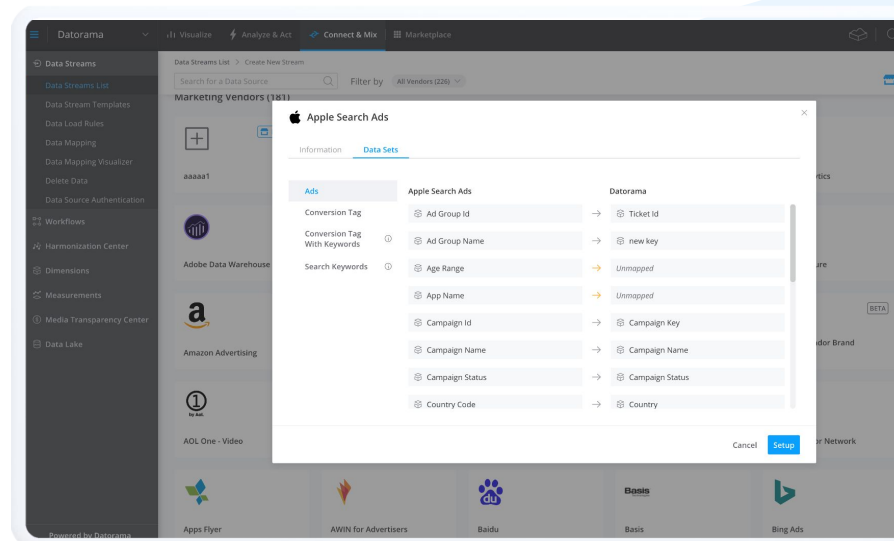 Datorama
Visualize
Analyze & Act
Connect & Mix
Marketplace
Data Streams
Data Streams List
Data Stream Templates
Data Load Rules
Data Mapping
Data Mapping Visualizer
Delete Data
Data Source Authentication
Workflows
Harmonization Center
Dimensions
Measurements
Media Transparency Center
Data Lake
Powered by Datorama
Data Streams List > Create New Stream
Search for a Data Source
Filter by
All Vendors (226)
Marketing Vendors (181)
aaaaa1
Adobe Data Warehouse
Amazon Advertising
by Aol.
AOL One - Video
Apps Flyer
AWIN for Advertisers
Baidu
Basis
Basis
Bing Ads
BETA
Apple Search Ads
Information
Data Sets
Ads
Conversion Tag
Conversion Tag
With Keywords
Search Keywords
Apple Search Ads
Datorama
Ad Group Id → Ticket Id
Ad Group Name → new key
Age Range → Unmapped
App Name → Unmapped
Campaign Id → Campaign Key
Campaign Name → Campaign Name
Campaign Status → Campaign Status
Country Code → Country
Cancel
Setup